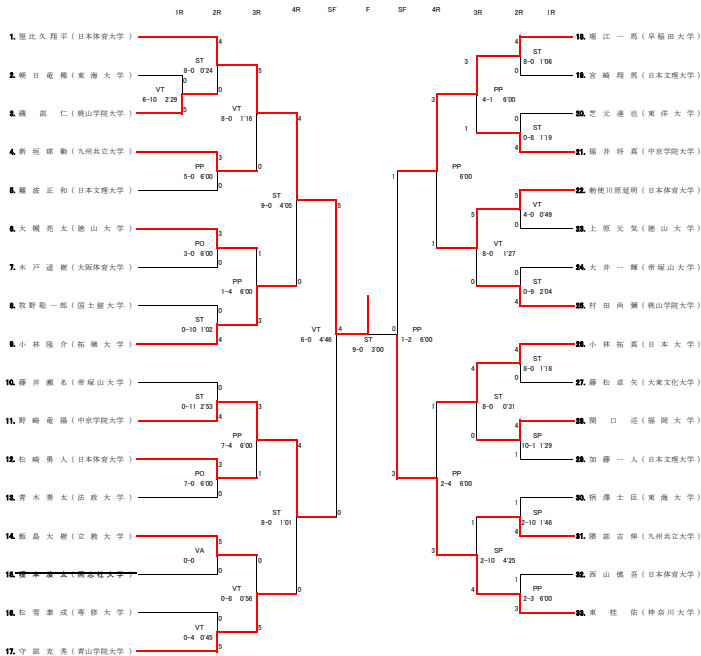 1R 2R 3R 4R SF F SF 4R 3R 2R 1R
1. 屋比久翔平 (日本体育大学)
2. 朝日竜槻 (東海大学)
3. 磯部仁 (桃山学院大学)
4. 新垣球勤 (九州共立大学)
5. 難波正和 (日本文理大学)
6. 大槻亮太 (徳山大学)
7. 木戸達樹 (大阪体育大学)
8. 牧野聡一郎 (国士舘大学)
9. 小林隆介 (拓殖大学)
10. 藤井瀬名 (帝塚山大学)
11. 野崎竜陽 (中京学院大学)
12. 松崎勇人 (日本体育大学)
13. 青木奏太 (法政大学)
14. 飯島大樹 (立教大学)
15. 榎本凌太 (同志社大学)
16. 松雪泰成 (専修大学)
17. 守部克秀 (青山学院大学)
VT
6-10 2'29
0
5
4
ST
8-0 0'24
0
3
PP
5-0 6'00
0
3
PO
3-0 6'00
0
0
ST
0-10 1'02
4
0
ST
0-11 2'53
4
3
PO
7-0 6'00
0
5
VA
0-0
0
0
VT
0-4 0'45
5
5
VT
8-0 1'16
0
1
PP
1-4 6'00
3
3
PP
7-4 6'00
1
0
VT
0-8 0'56
5
4
ST
9-0 4'05
0
4
ST
8-0 1'01
0
5
VT
6-0 4'46
0
4
ST
9-0 3'00
0
1
PP
1-2 6'00
3
3
PP
6'00
1
1
PP
2-4 6'00
3
3
PP
4-1 6'00
1
5
VT
8-0 1'27
0
4
ST
8-0 0'31
0
1
SP
2-10 4'25
4
4
ST
8-0 1'06
0
0
ST
0-8 1'19
4
5
VT
4-0 0'49
0
0
ST
0-9 2'04
4
4
ST
8-0 1'18
0
4
SP
10-1 1'29
1
1
SP
2-10 1'46
4
1
PP
2-3 6'00
3
18. 堀江一馬 (早稲田大学)
19. 宮崎翔馬 (日本文理大学)
20. 芝元達也 (東洋大学)
21. 福井将真 (中京学院大学)
22. 勅使川原延明 (日本体育大学)
23. 上原元気 (徳山大学)
24. 大井一輝 (帝塚山大学)
25. 村田尚彌 (桃山学院大学)
26. 小林拓真 (日本大学)
27. 藤松卓矢 (大東文化大学)
28. 関口巡 (福岡大学)
29. 加藤一人 (日本文理大学)
30. 柄澤士臣 (東海大学)
31. 隈部吉伸 (九州共立大学)
32. 西山慎吾 (日本体育大学)
33. 東桂佑 (神奈川大学)